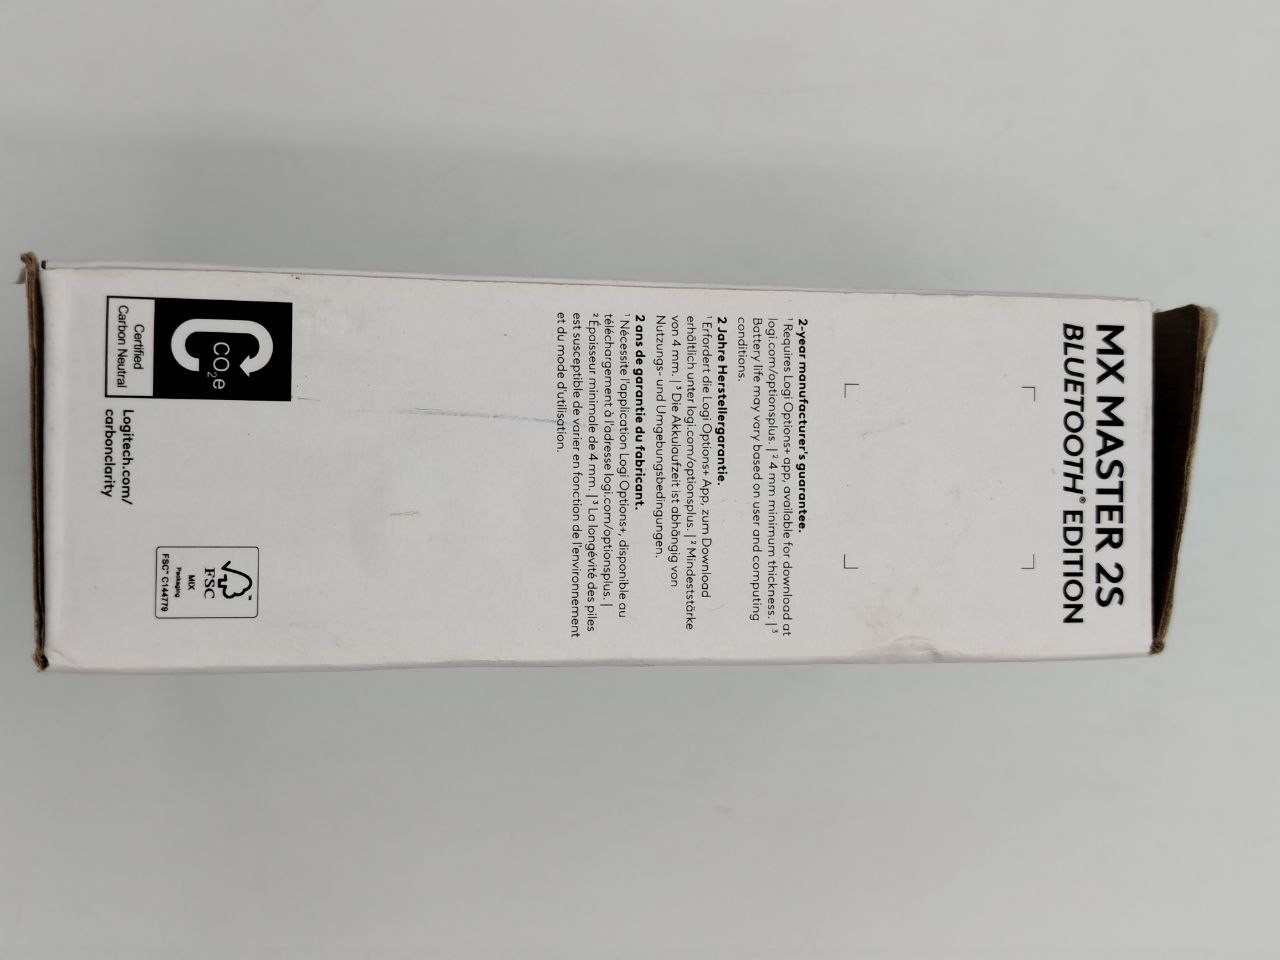 MX MASTER 2S
BLUETOOTH® EDITION
2-year manufacturer's guarantee.
¹ Requires Logi Options+ app, available for download at
logi.com/optionsplus. | ² 4 mm minimum thickness. | ³
Battery life may vary based on user and computing
conditions.
2 Jahre Herstellergarantie.
¹ Erfordert die Logi Options+ App, zum Download
erhältlich unter logi.com/optionsplus. | ² Mindeststärke
von 4 mm. | ³ Die Akkulaufzeit ist abhängig von
Nutzungs- und Umgebungsbedingungen.
2 ans de garantie du fabricant.
¹ Nécessite l'application Logi Options+, disponible au
téléchargement à l'adresse logi.com/optionsplus. |
² Épaisseur minimale de 4 mm. | ³ La longévité des piles
est susceptible de varier en fonction de l'environnement
et du mode d'utilisation.
CO₂e
Certified
Carbon Neutral
Logitech.com/
carbonclarity
™
FSC
MIX
Packaging
FSC™ C144779